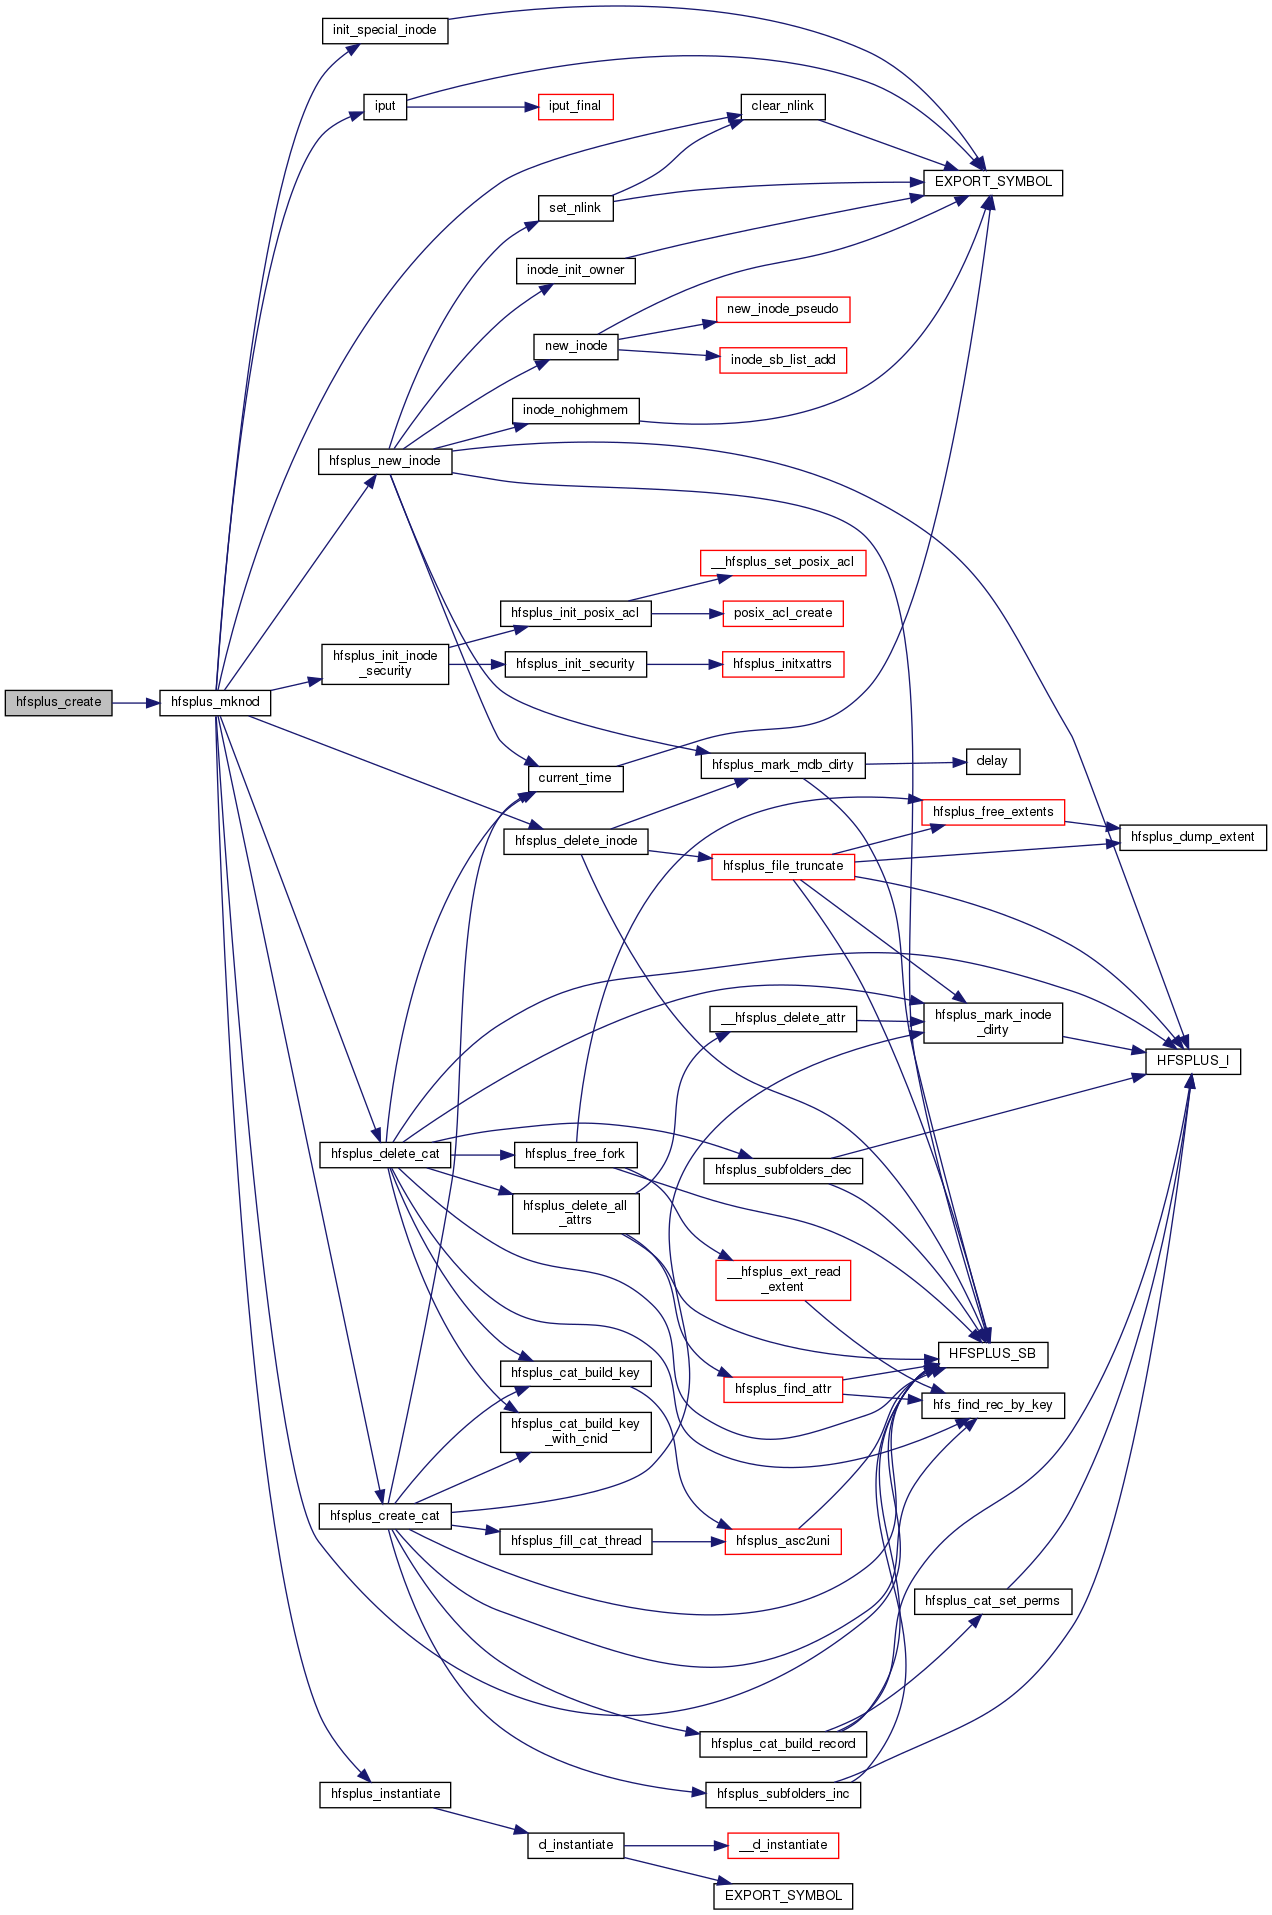 init_special_inode
iput
iput_final
clear_nlink
EXPORT_SYMBOL
set_nlink
inode_init_owner
new_inode_pseudo
new_inode
inode_sb_list_add
inode_nohighmem
hfsplus_new_inode
__hfsplus_set_posix_acl
hfsplus_init_posix_acl
posix_acl_create
hfsplus_init_inode
_security
hfsplus_init_security
hfsplus_initxattrs
hfsplus_create
hfsplus_mknod
hfsplus_mark_mdb_dirty
delay
current_time
hfsplus_free_extents
hfsplus_dump_extent
hfsplus_delete_inode
hfsplus_file_truncate
__hfsplus_delete_attr
hfsplus_mark_inode
_dirty
HFSPLUS_I
hfsplus_delete_cat
hfsplus_free_fork
hfsplus_subfolders_dec
hfsplus_delete_all
_attrs
__hfsplus_ext_read
_extent
HFSPLUS_SB
hfsplus_cat_build_key
hfsplus_find_attr
hfs_find_rec_by_key
hfsplus_cat_build_key
_with_cnid
hfsplus_create_cat
hfsplus_fill_cat_thread
hfsplus_asc2uni
hfsplus_cat_set_perms
hfsplus_cat_build_record
hfsplus_instantiate
hfsplus_subfolders_inc
d_instantiate
__d_instantiate
EXPORT_SYMBOL